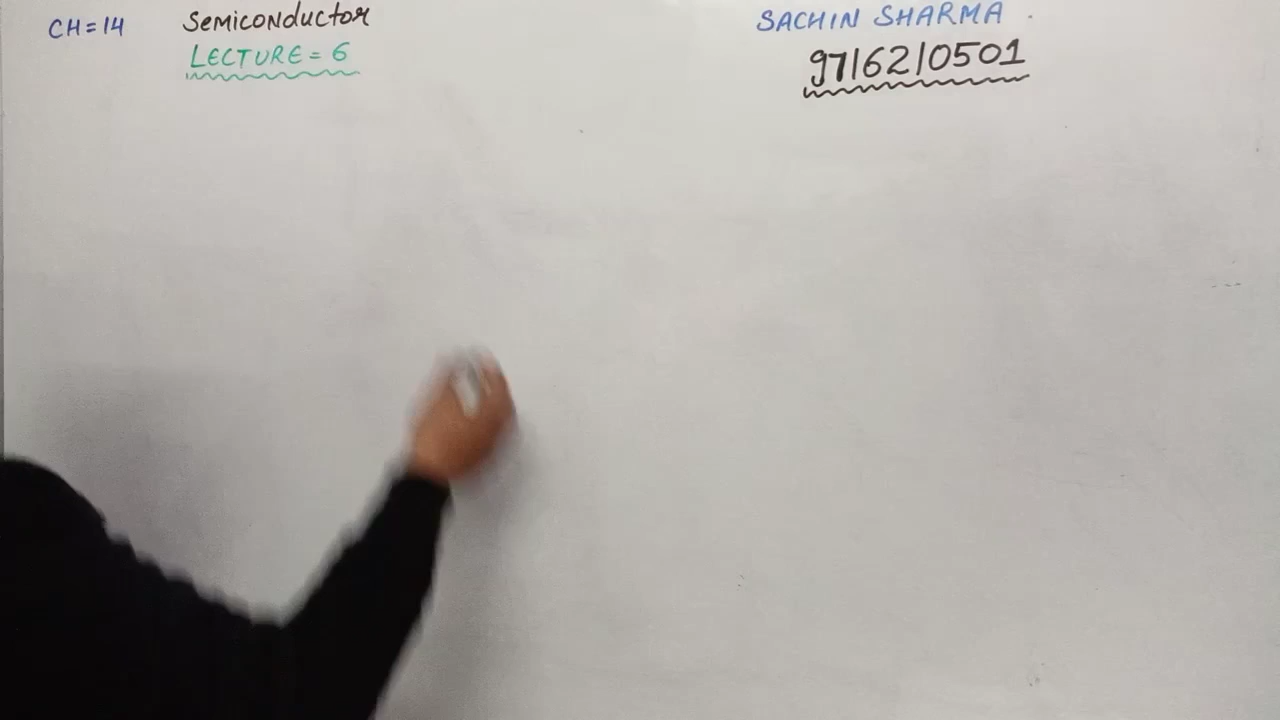 CH=14 Semiconductor
LECTURE=6
SACHIN SHARMA
9716210501